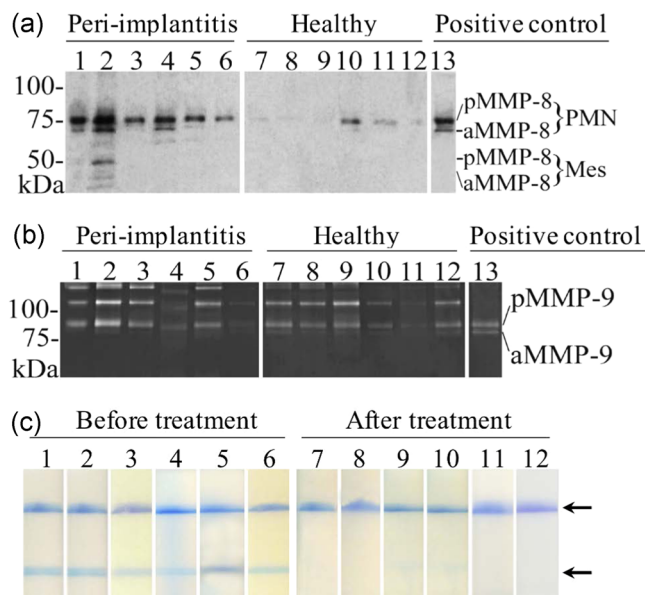 (a) Peri-implantitis Healthy Positive control
1 2 3 4 5 6 7 8 9 10 11 12 13
100-
75-
50-
kDa
pMMP-8
aMMP-8
PMN
pMMP-8
aMMP-8
Mes
(b) Peri-implantitis Healthy Positive control
1 2 3 4 5 6 7 8 9 10 11 12 13
100-
75-
kDa
pMMP-9
aMMP-9
(c) Before treatment After treatment
1 2 3 4 5 6 7 8 9 10 11 12